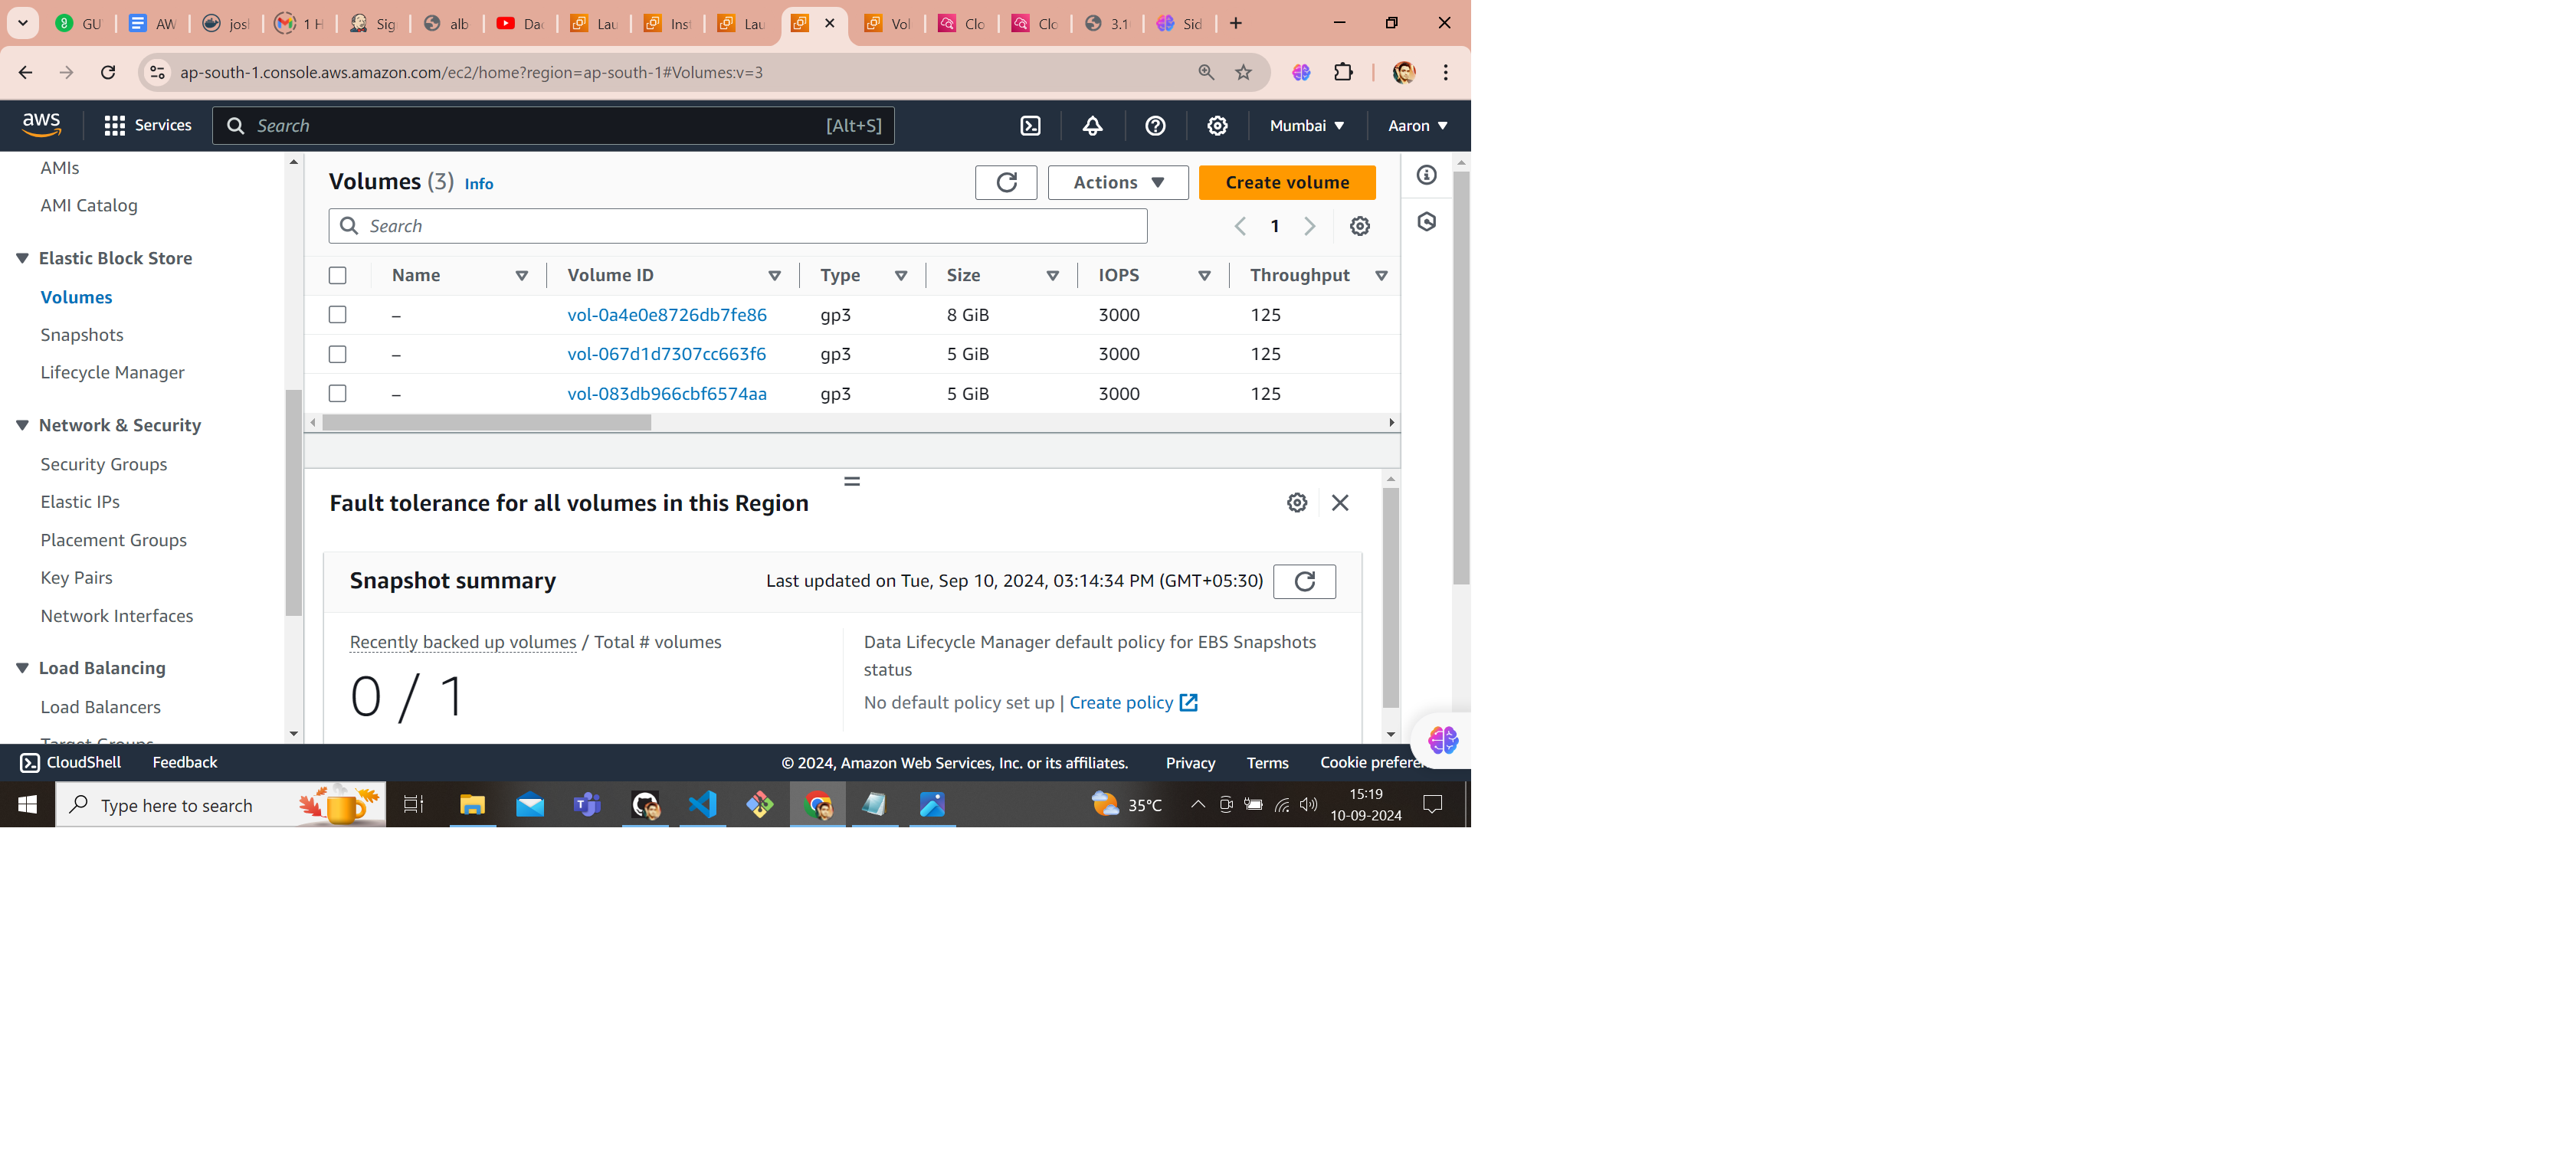 GU
AW
jos
1 H
Sig
alb
Da
Lau
Ins
Lau
Vol
Clo
Clo
3.1
Sid
ap-south-1.console.aws.amazon.com/ec2/home?region=ap-south-1#Volumes:v=3
aws
Services
Search
[Alt+S]
Mumbai
Aaron
AMIs
AMI Catalog
Elastic Block Store
Volumes
Snapshots
Lifecycle Manager
Network & Security
Security Groups
Elastic IPs
Placement Groups
Key Pairs
Network Interfaces
Load Balancing
Load Balancers
Target Groups
Volumes (3) Info
Actions
Create volume
Search
1
Name Volume ID Type Size IOPS Throughput
– vol-0a4e0e8726db7fe86 gp3 8 GiB 3000 125
– vol-067d1d7307cc663f6 gp3 5 GiB 3000 125
– vol-083db966cbf6574aa gp3 5 GiB 3000 125
Fault tolerance for all volumes in this Region
Snapshot summary
Last updated on Tue, Sep 10, 2024, 03:14:34 PM (GMT+05:30)
Recently backed up volumes / Total # volumes
0 / 1
Data Lifecycle Manager default policy for EBS Snapshots
status
No default policy set up | Create policy
CloudShell
Feedback
© 2024, Amazon Web Services, Inc. or its affiliates.
Privacy
Terms
Cookie prefere
Type here to search
35°C
15:19
10-09-2024